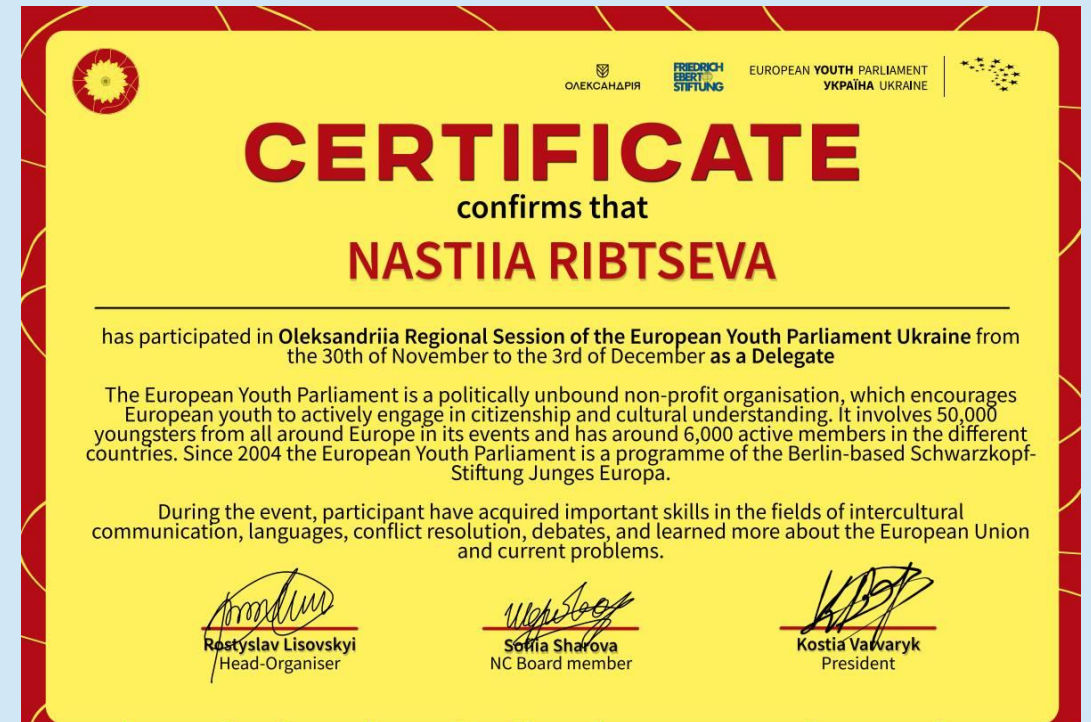 ОЛЕКСАНДРІЯ
FRIEDRICH
EBERT
STIFTUNG
EUROPEAN YOUTH PARLIAMENT
УКРАЇНА UKRAINE
CERTIFICATE
confirms that
NASTIIA RIBTSEVA
has participated in Oleksandriia Regional Session of the European Youth Parliament Ukraine from
the 30th of November to the 3rd of December as a Delegate
The European Youth Parliament is a politically unbound non-profit organisation, which encourages
European youth to actively engage in citizenship and cultural understanding. It involves 50,000
youngsters from all around Europe in its events and has around 6,000 active members in the different
countries. Since 2004 the European Youth Parliament is a programme of the Berlin-based Schwarzkopf-
Stiftung Junges Europa.
During the event, participant have acquired important skills in the fields of intercultural
communication, languages, conflict resolution, debates, and learned more about the European Union
and current problems.
Rostyslav Lisovskyi
Head-Organiser
Sofiia Sharova
NC Board member
Kostia Varvaryk
President